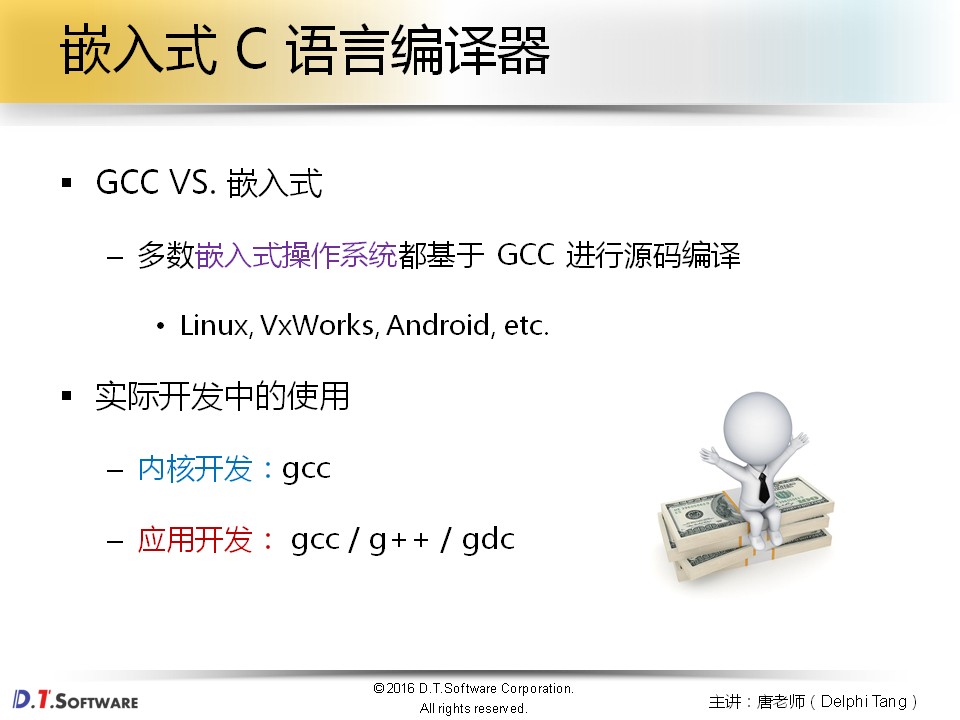 嵌入式 C 语言编译器
▪ GCC VS. 嵌入式
– 多数嵌入式操作系统都基于 GCC 进行源码编译
• Linux, VxWorks, Android, etc.
▪ 实际开发中的使用
– 内核开发：gcc
– 应用开发： gcc / g++ / gdc
D.T.SOFTWARE
©2016 D.T.Software Corporation.
All rights reserved.
主讲：唐老师（Delphi Tang）